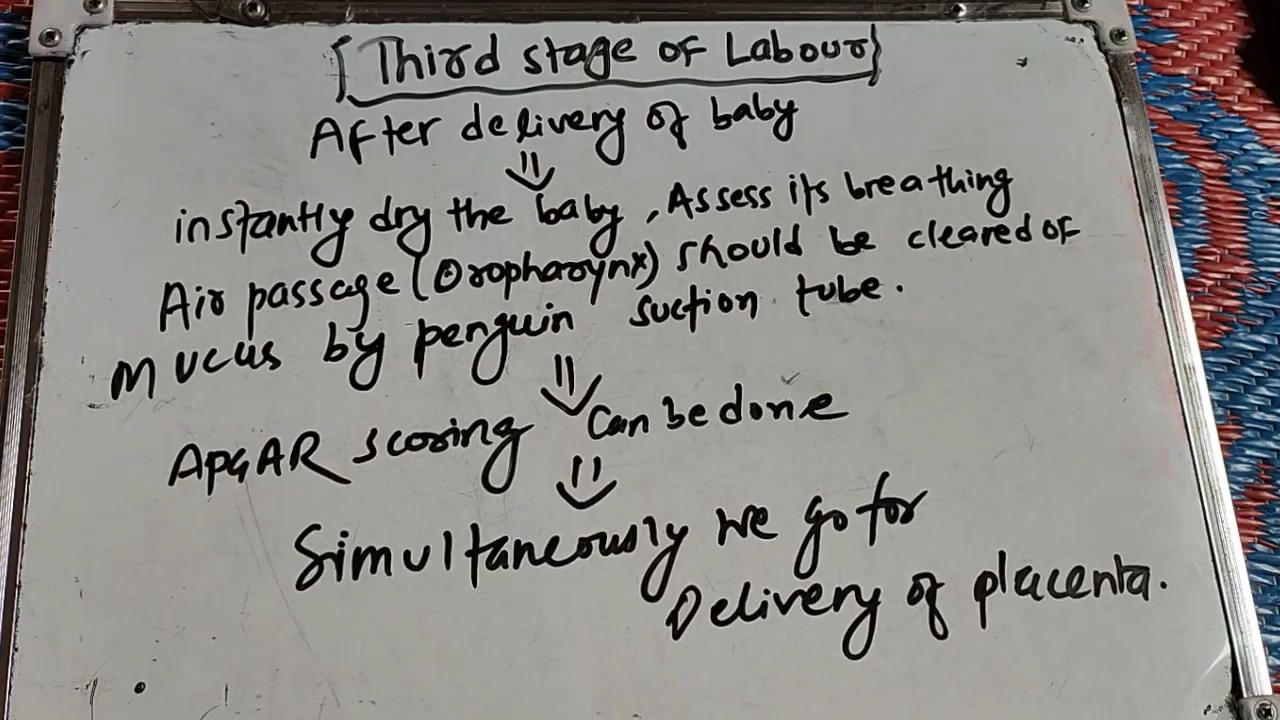 {Third stage of Labour}
After delivery of baby
instantly dry the baby, Assess its breathing
Air passage (Oropharynx) should be cleared of
mucus by penguin suction tube.
APGAR scoring can be done
Simultaneously we go for
Delivery of placenta.